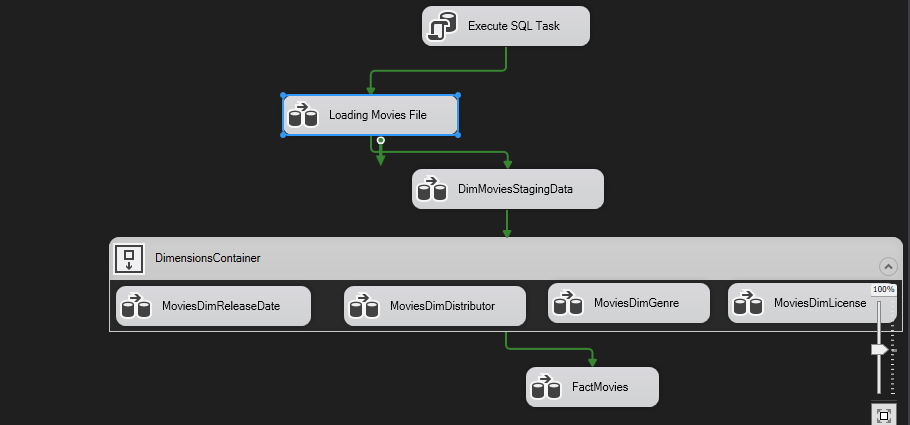 Execute SQL Task
Loading Movies File
DimMoviesStagingData
DimensionsContainer
MoviesDimReleaseDate
MoviesDimDistributor
MoviesDimGenre
MoviesDimLicense
100%
FactMovies